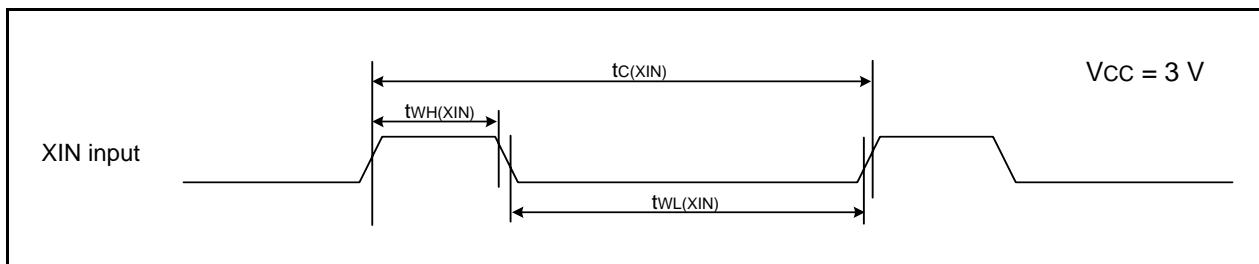 tC(XIN)
VCC = 3 V
tWH(XIN)
XIN input
tWL(XIN)